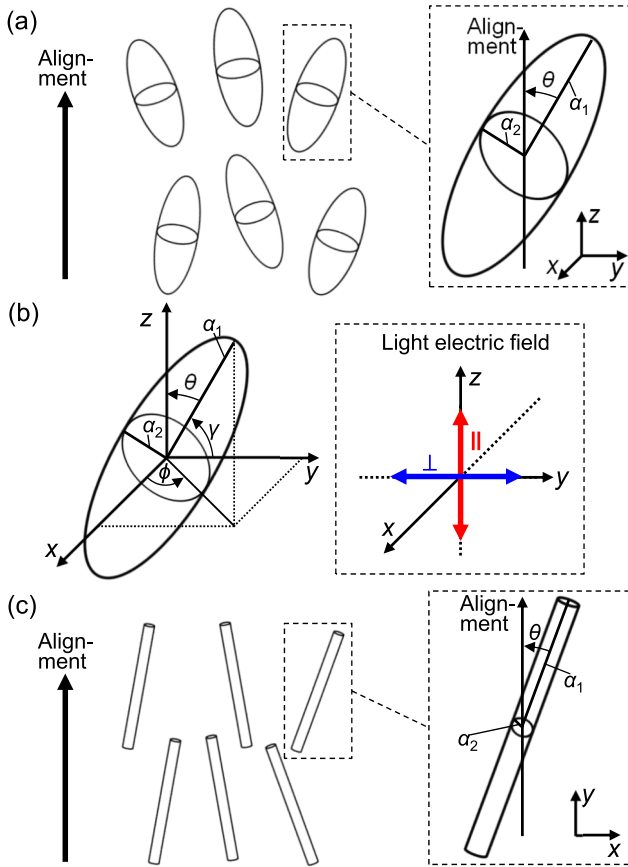 (a)
Align-
ment
Align-
ment
θ
α1
α2
z
y
x
(b)
z
α1
θ
α2
γ
ϕ
y
x
Light electric field
z
||
⊥
y
x
(c)
Align-
ment
Align-
ment
θ
α1
α2
y
x